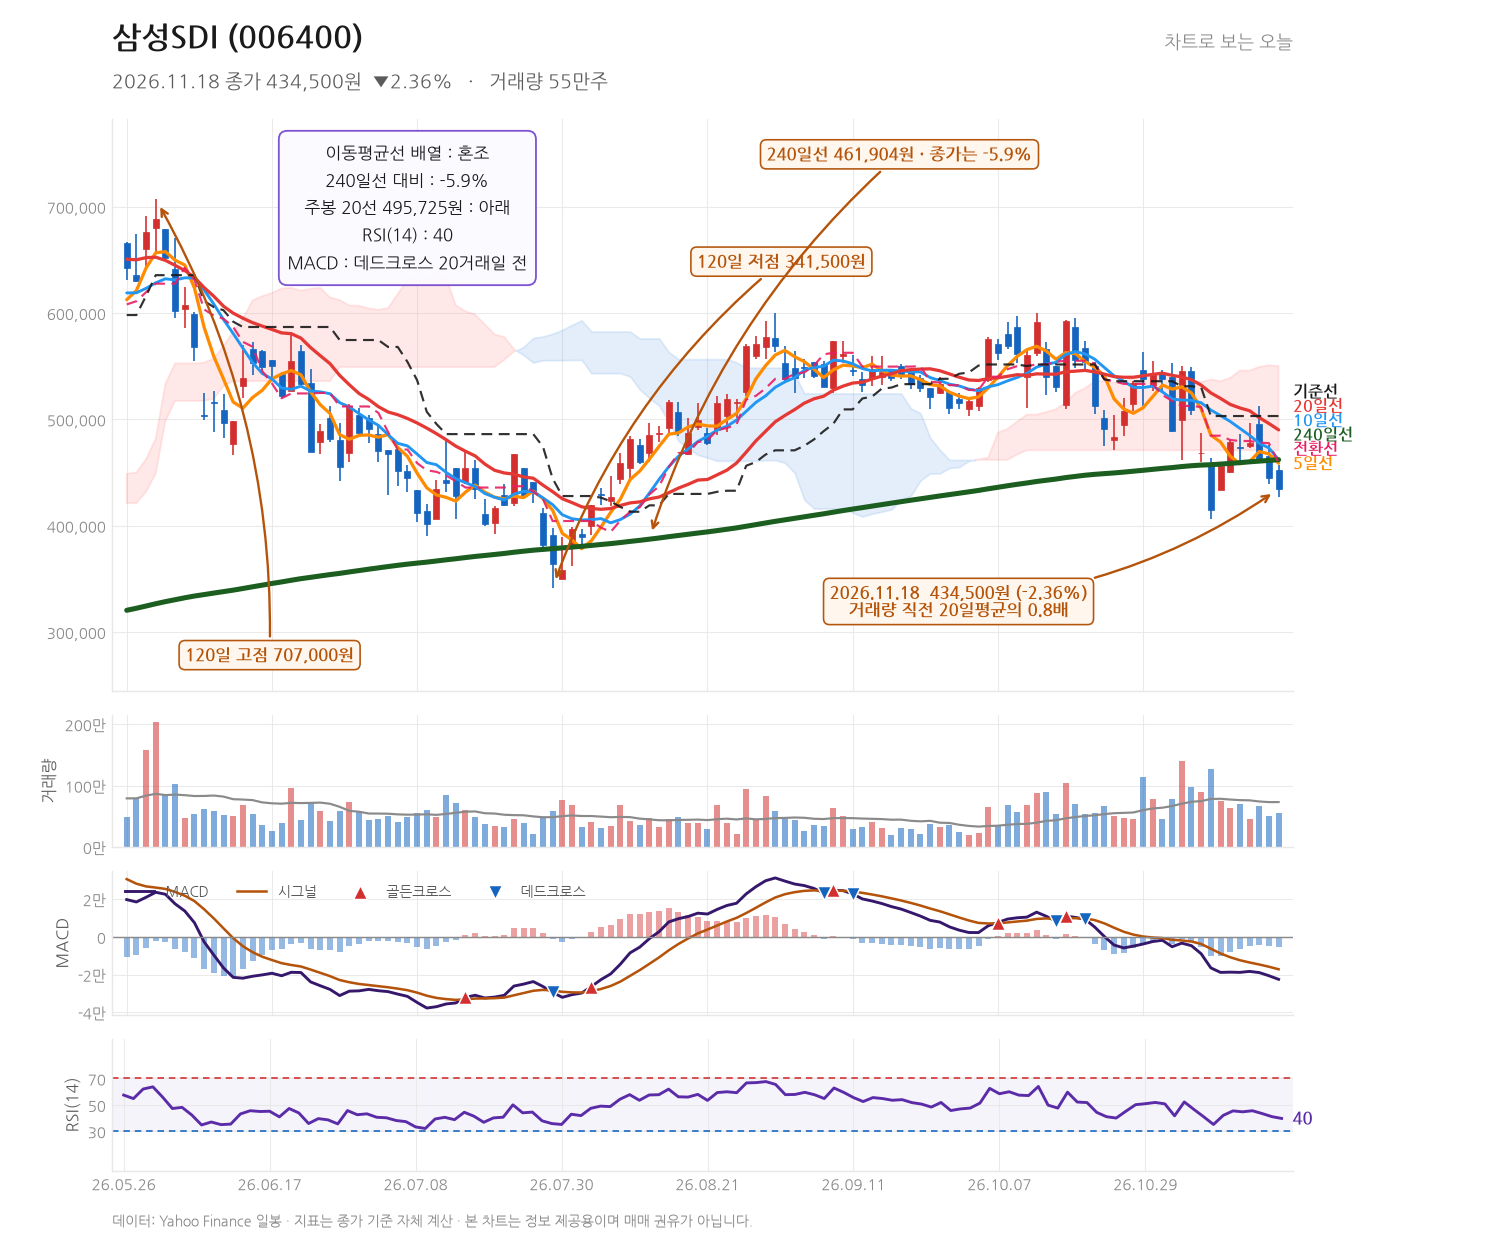 삼성SDI (006400)
차트로 보는 오늘
2026.11.18 종가 434,500원 ▼2.36% · 거래량 55만주
이동평균선 배열 : 혼조
240일선 대비 : -5.9%
주봉 20선 495,725원 : 아래
RSI(14) : 40
MACD : 데드크로스 20거래일 전
240일선 461,904원 · 종가는 -5.9%
120일 저점 341,500원
2026.11.18 434,500원 (-2.36%)
거래량 직전 20일평균의 0.8배
120일 고점 707,000원
700,000
600,000
500,000
400,000
300,000
기준선
20일선
10일선
240일선
전환선
5일선
거래량
200만
100만
0만
MACD
MACD
시그널
골든크로스
데드크로스
2만
0
-2만
-4만
RSI(14)
70
50
30
40
26.05.26
26.06.17
26.07.08
26.07.30
26.08.21
26.09.11
26.10.07
26.10.29
데이터: Yahoo Finance 일봉 · 지표는 종가 기준 자체 계산 · 본 차트는 정보 제공용이며 매매 권유가 아닙니다.